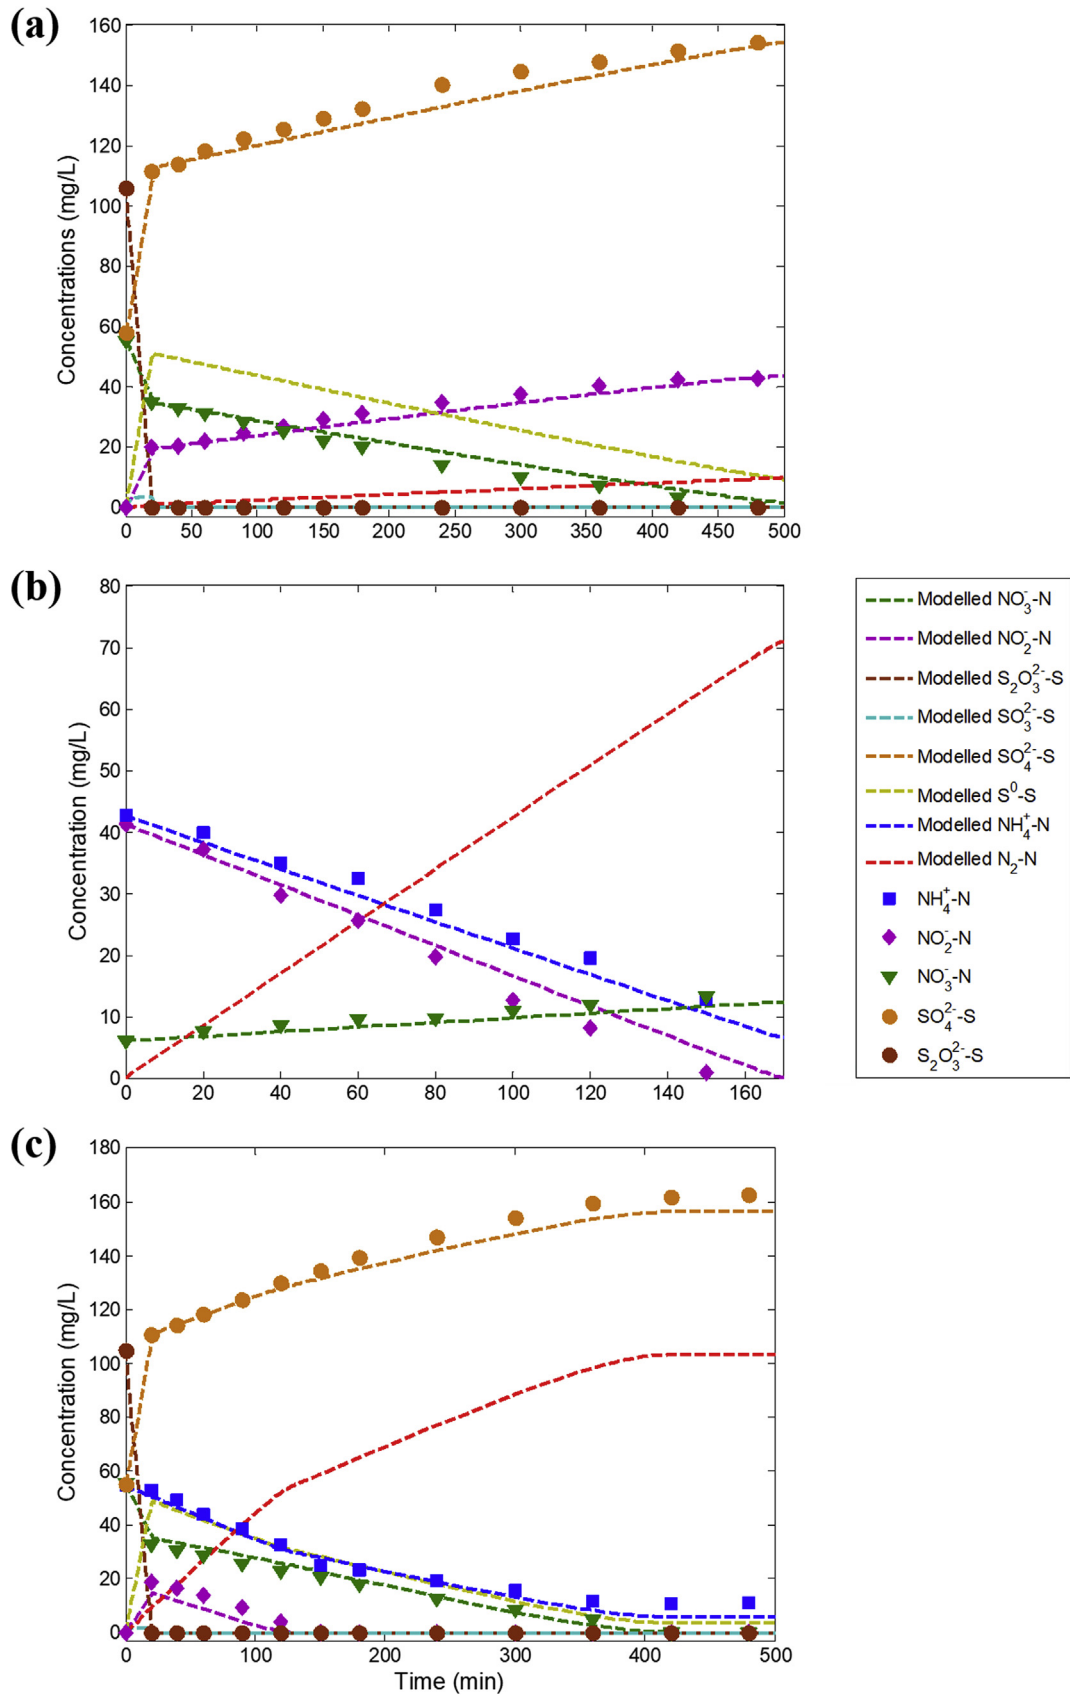 (a)
160
140
120
100
80
60
40
20
0
Concentrations (mg/L)
0 50 100 150 200 250 300 350 400 450 500
(b)
80
70
60
50
40
30
20
10
0
Concentration (mg/L)
0 20 40 60 80 100 120 140 160
Modelled NO₃⁻-N
Modelled NO₂⁻-N
Modelled S₂O₃²⁻-S
Modelled SO₃²⁻-S
Modelled SO₄²⁻-S
Modelled S⁰-S
Modelled NH₄⁺-N
Modelled N₂-N
NH₄⁺-N
NO₂⁻-N
NO₃⁻-N
SO₄²⁻-S
S₂O₃²⁻-S
(c)
180
160
140
120
100
80
60
40
20
0
Concentration (mg/L)
0 100 200 300 400 500
Time (min)